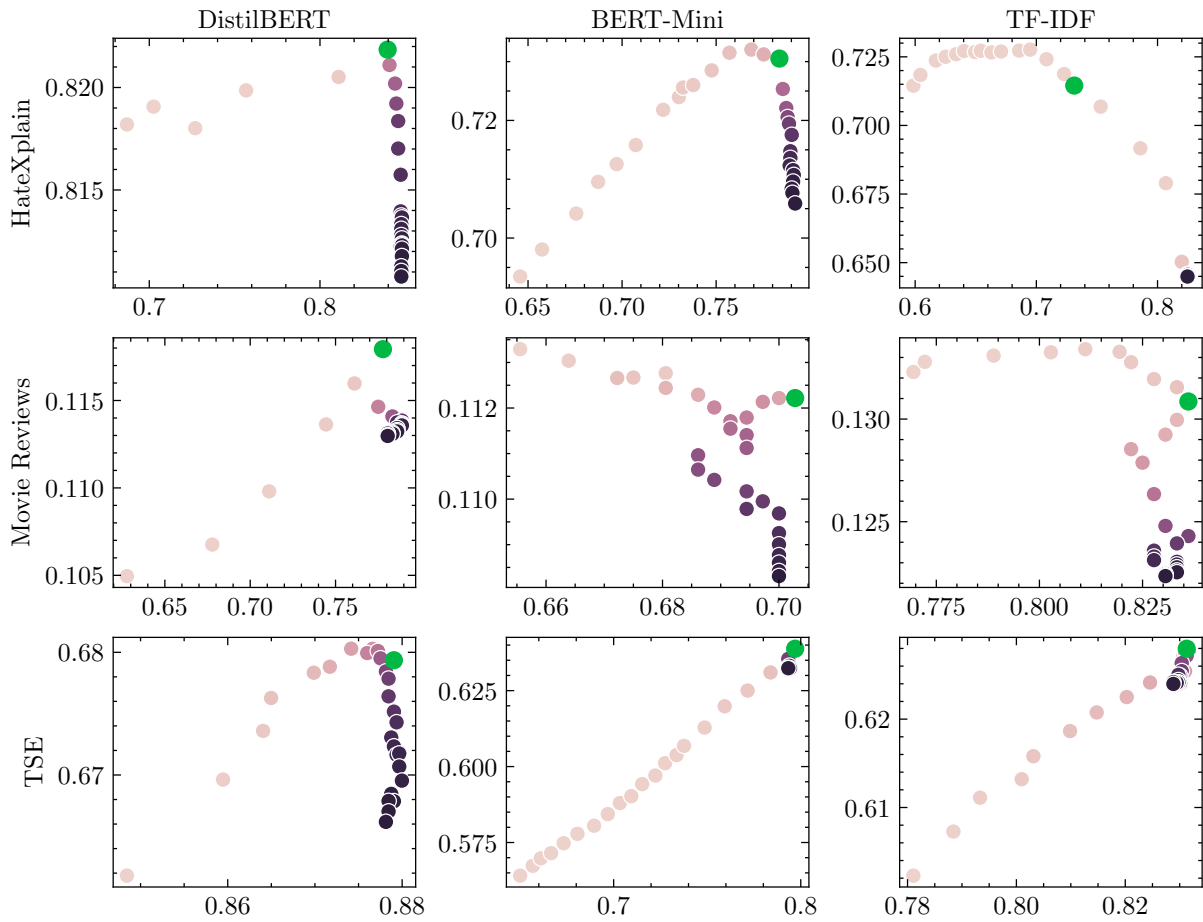 DistilBERT BERT-Mini TF-IDF
HateXplain
0.820
0.815
0.7 0.8
0.72
0.70
0.65 0.70 0.75
0.725
0.700
0.675
0.650
0.6 0.7 0.8
Movie Reviews
0.115
0.110
0.105
0.65 0.70 0.75
0.112
0.110
0.66 0.68 0.70
0.130
0.125
0.775 0.800 0.825
TSE
0.68
0.67
0.86 0.88
0.625
0.600
0.575
0.7 0.8
0.62
0.61
0.78 0.80 0.82